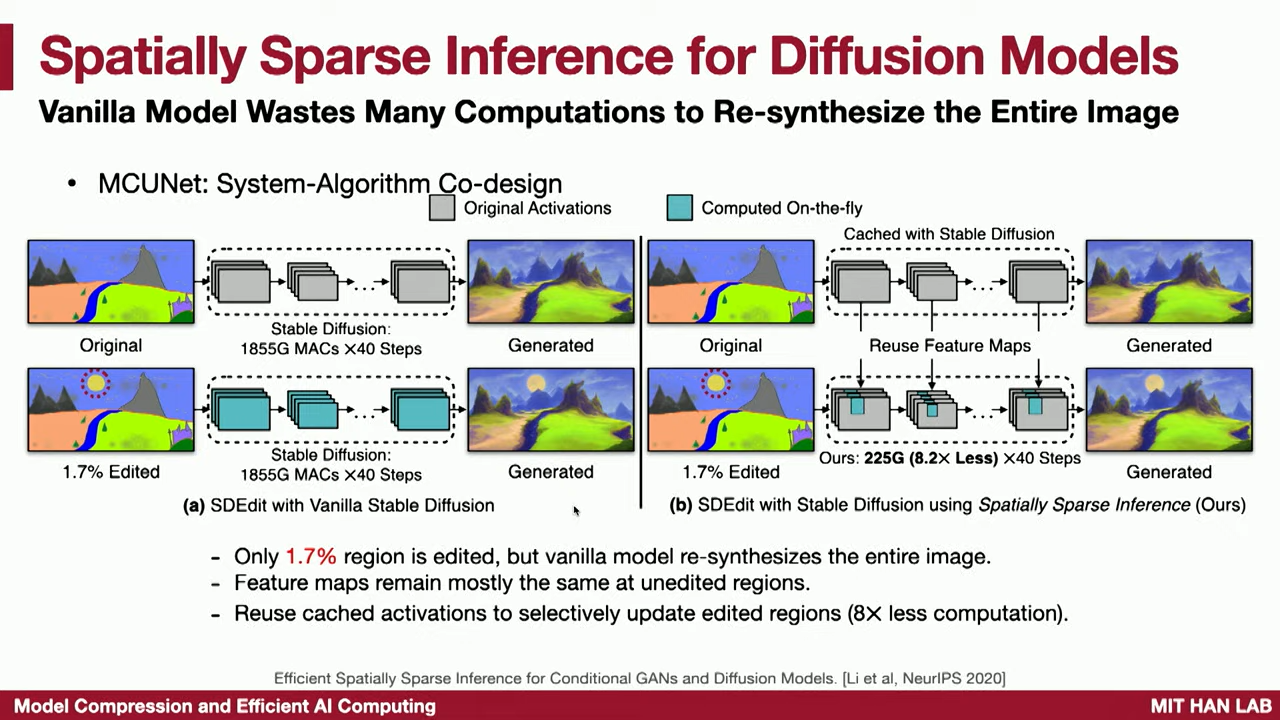 Spatially Sparse Inference for Diffusion Models
Vanilla Model Wastes Many Computations to Re-synthesize the Entire Image
• MCUNet: System-Algorithm Co-design
Original Activations
Computed On-the-fly
Original
Stable Diffusion:
1855G MACs ×40 Steps
Generated
1.7% Edited
Stable Diffusion:
1855G MACs ×40 Steps
Generated
(a) SDEdit with Vanilla Stable Diffusion
Cached with Stable Diffusion
Original
Reuse Feature Maps
Generated
1.7% Edited
Ours: 225G (8.2× Less) ×40 Steps
Generated
(b) SDEdit with Stable Diffusion using Spatially Sparse Inference (Ours)
- Only 1.7% region is edited, but vanilla model re-synthesizes the entire image.
- Feature maps remain mostly the same at unedited regions.
- Reuse cached activations to selectively update edited regions (8× less computation).
Efficient Spatially Sparse Inference for Conditional GANs and Diffusion Models. [Li et al, NeurIPS 2020]
Model Compression and Efficient AI Computing
MIT HAN LAB